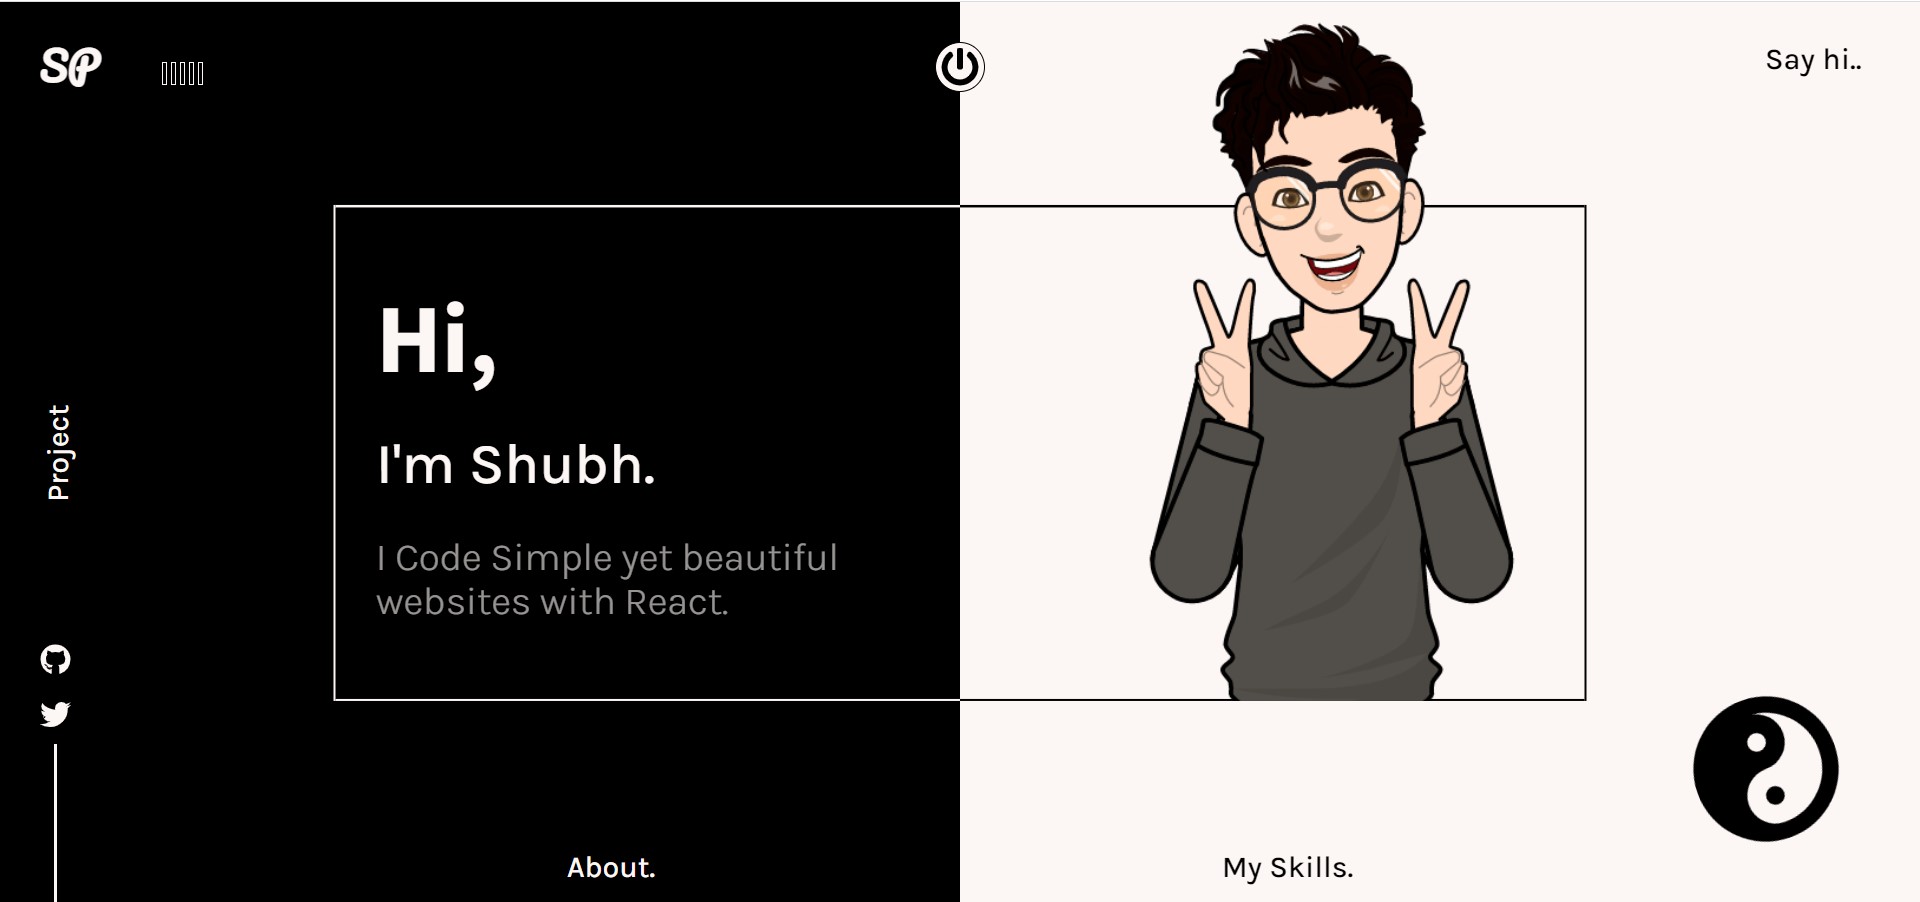 SP
Say hi..
Hi,
I'm Shubh.
I Code Simple yet beautiful
websites with React.
Project
About.
My Skills.